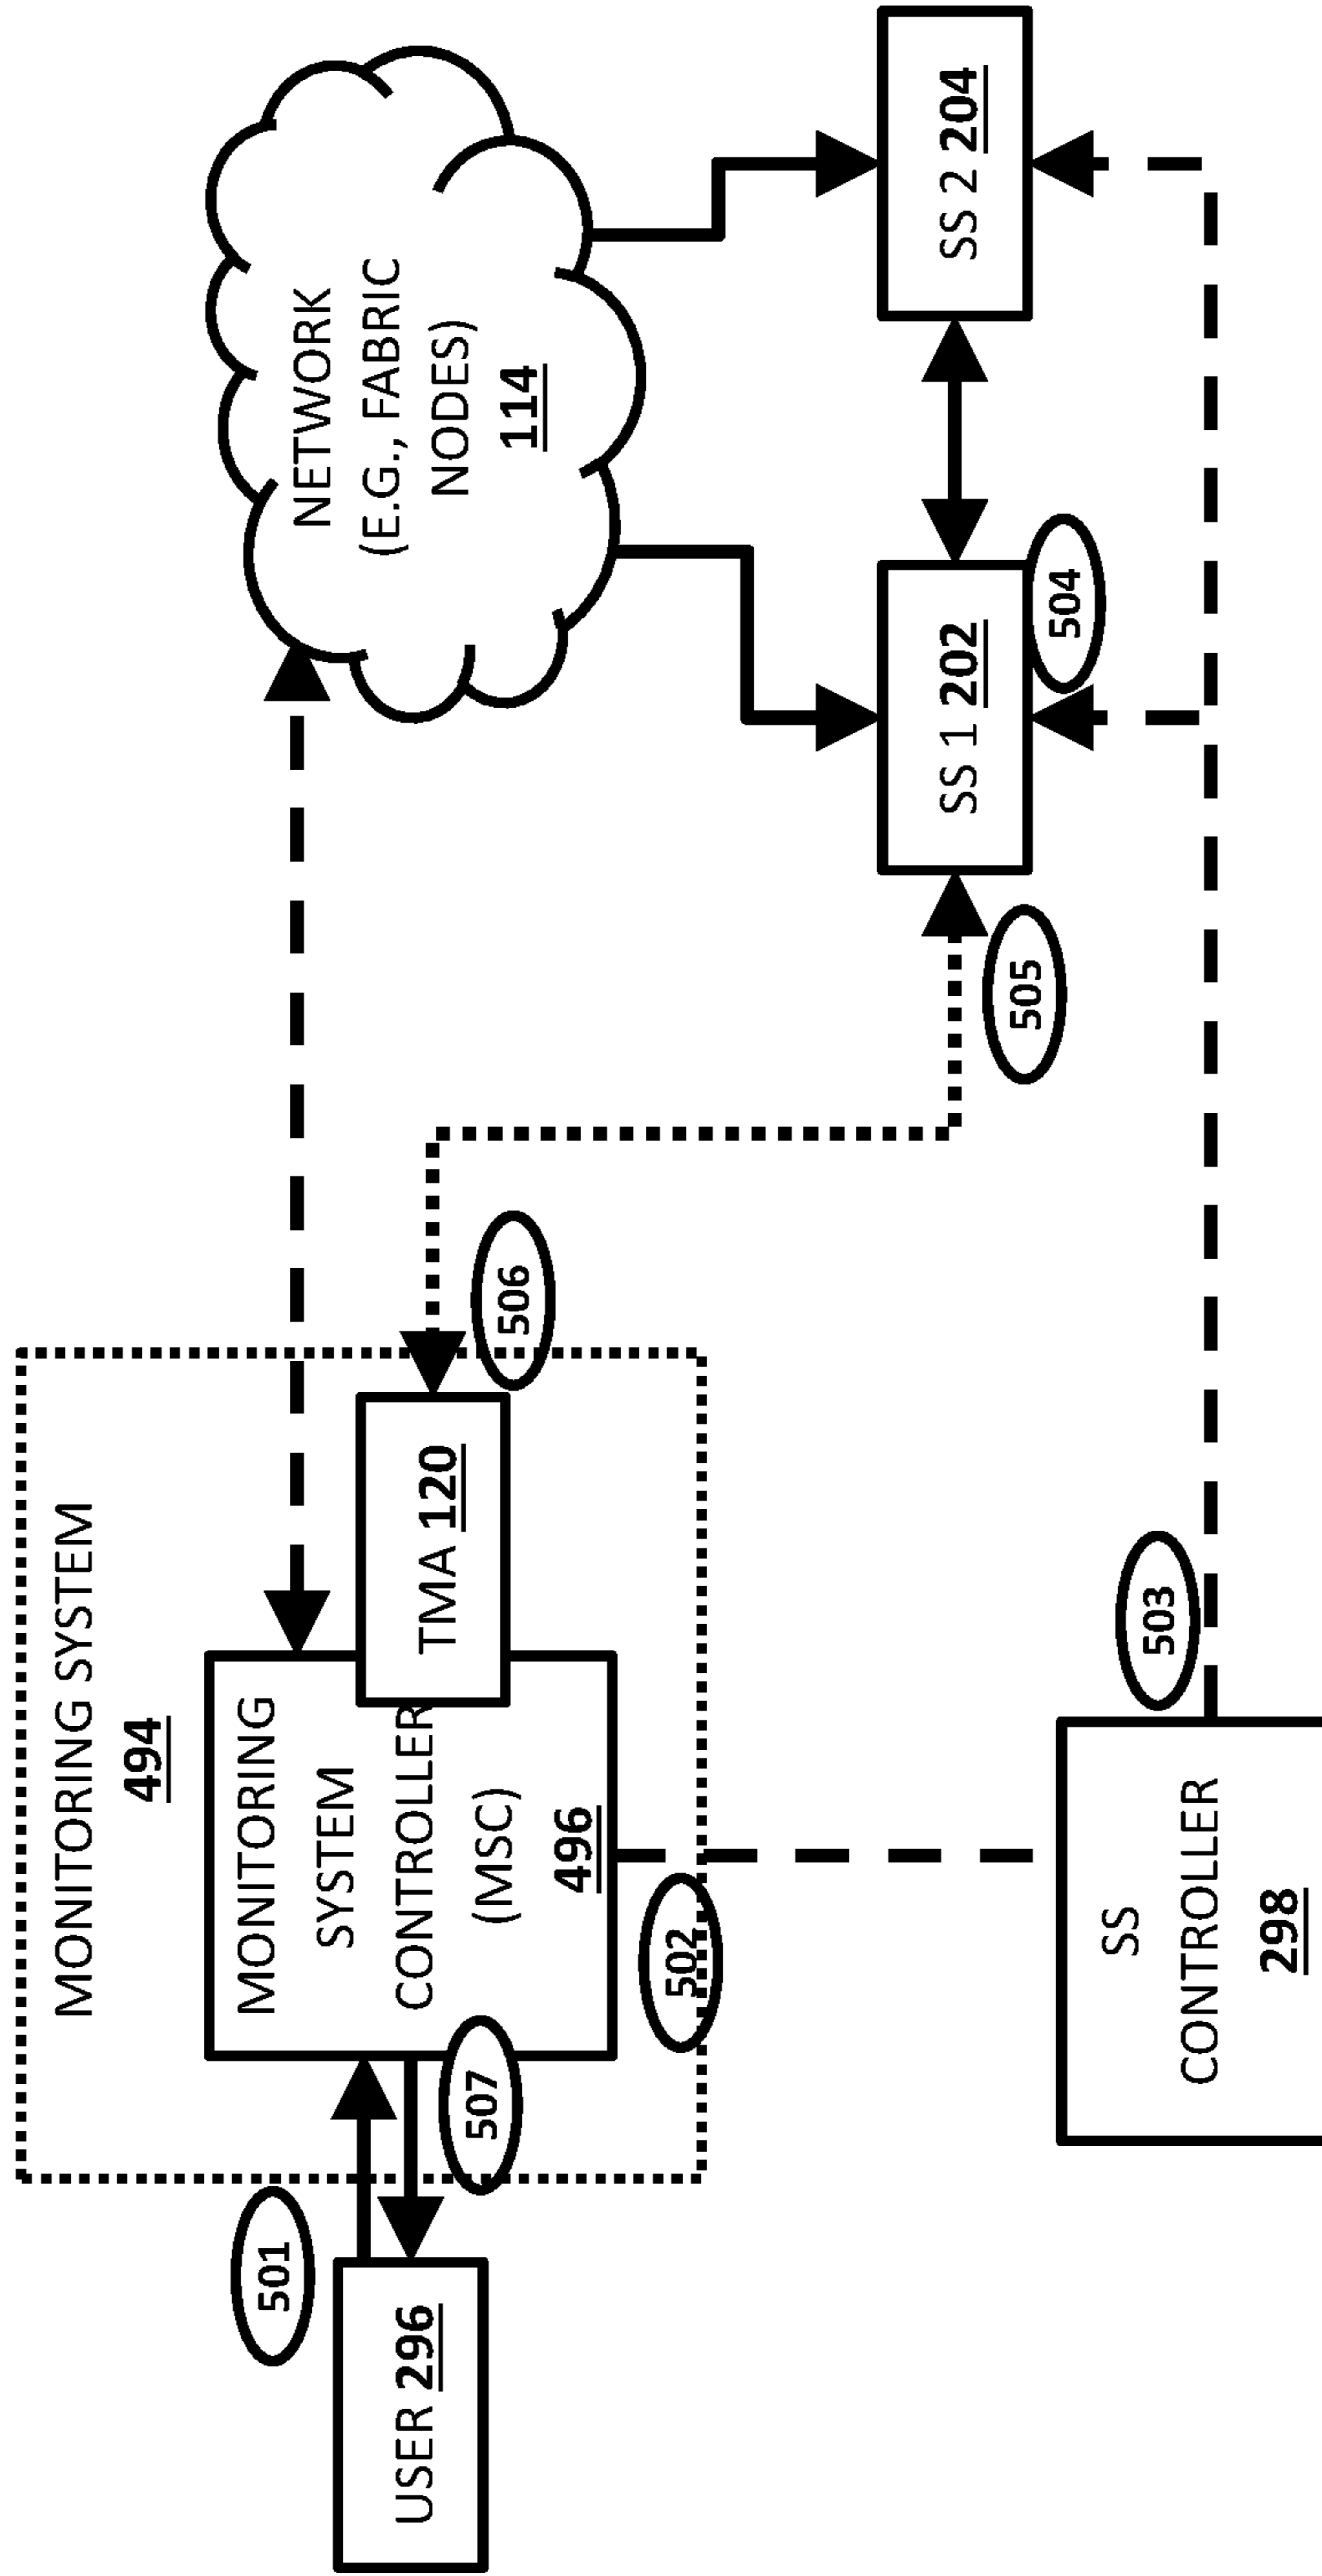 MONITORING SYSTEM
494
MONITORING
SYSTEM
CONTROLLER
(MSC)
496
TMA 120
USER 296
501
507
502
506
NETWORK
(E.G., FABRIC
NODES)
114
SS 1 202
SS 2 204
504
505
503
SS
CONTROLLER
298